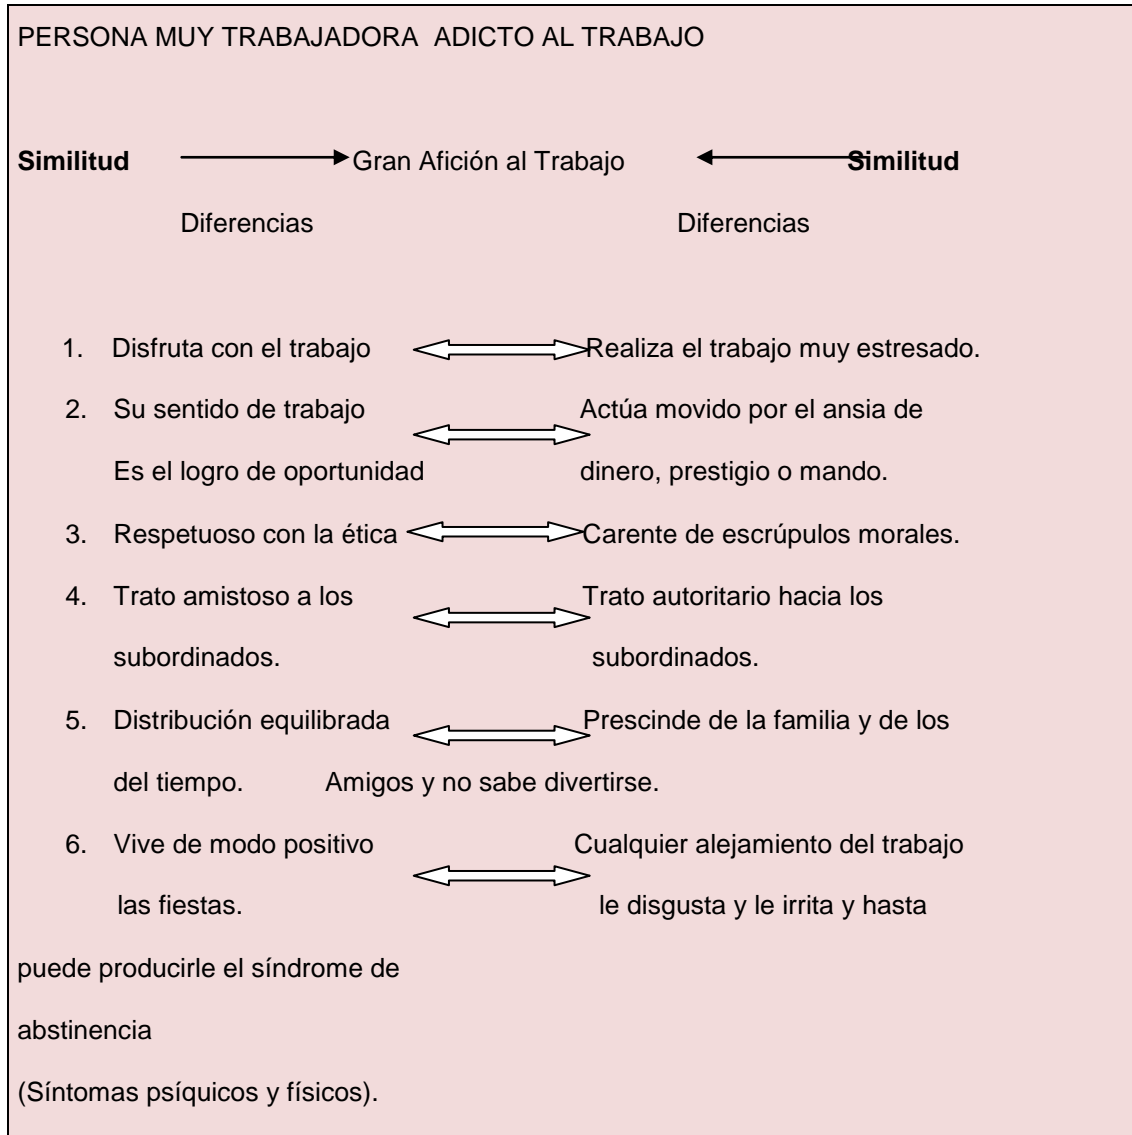 PERSONA MUY TRABAJADORA ADICTO AL TRABAJO
Similitud Gran Afición al Trabajo Similitud
Diferencias Diferencias
1. Disfruta con el trabajo Realiza el trabajo muy estresado.
2. Su sentido de trabajo Actúa movido por el ansia de
Es el logro de oportunidad dinero, prestigio o mando.
3. Respetuoso con la ética Carente de escrúpulos morales.
4. Trato amistoso a los Trato autoritario hacia los
subordinados. subordinados.
5. Distribución equilibrada Prescinde de la familia y de los
del tiempo. Amigos y no sabe divertirse.
6. Vive de modo positivo Cualquier alejamiento del trabajo
las fiestas. le disgusta y le irrita y hasta
puede producirle el síndrome de
abstinencia
(Síntomas psíquicos y físicos).